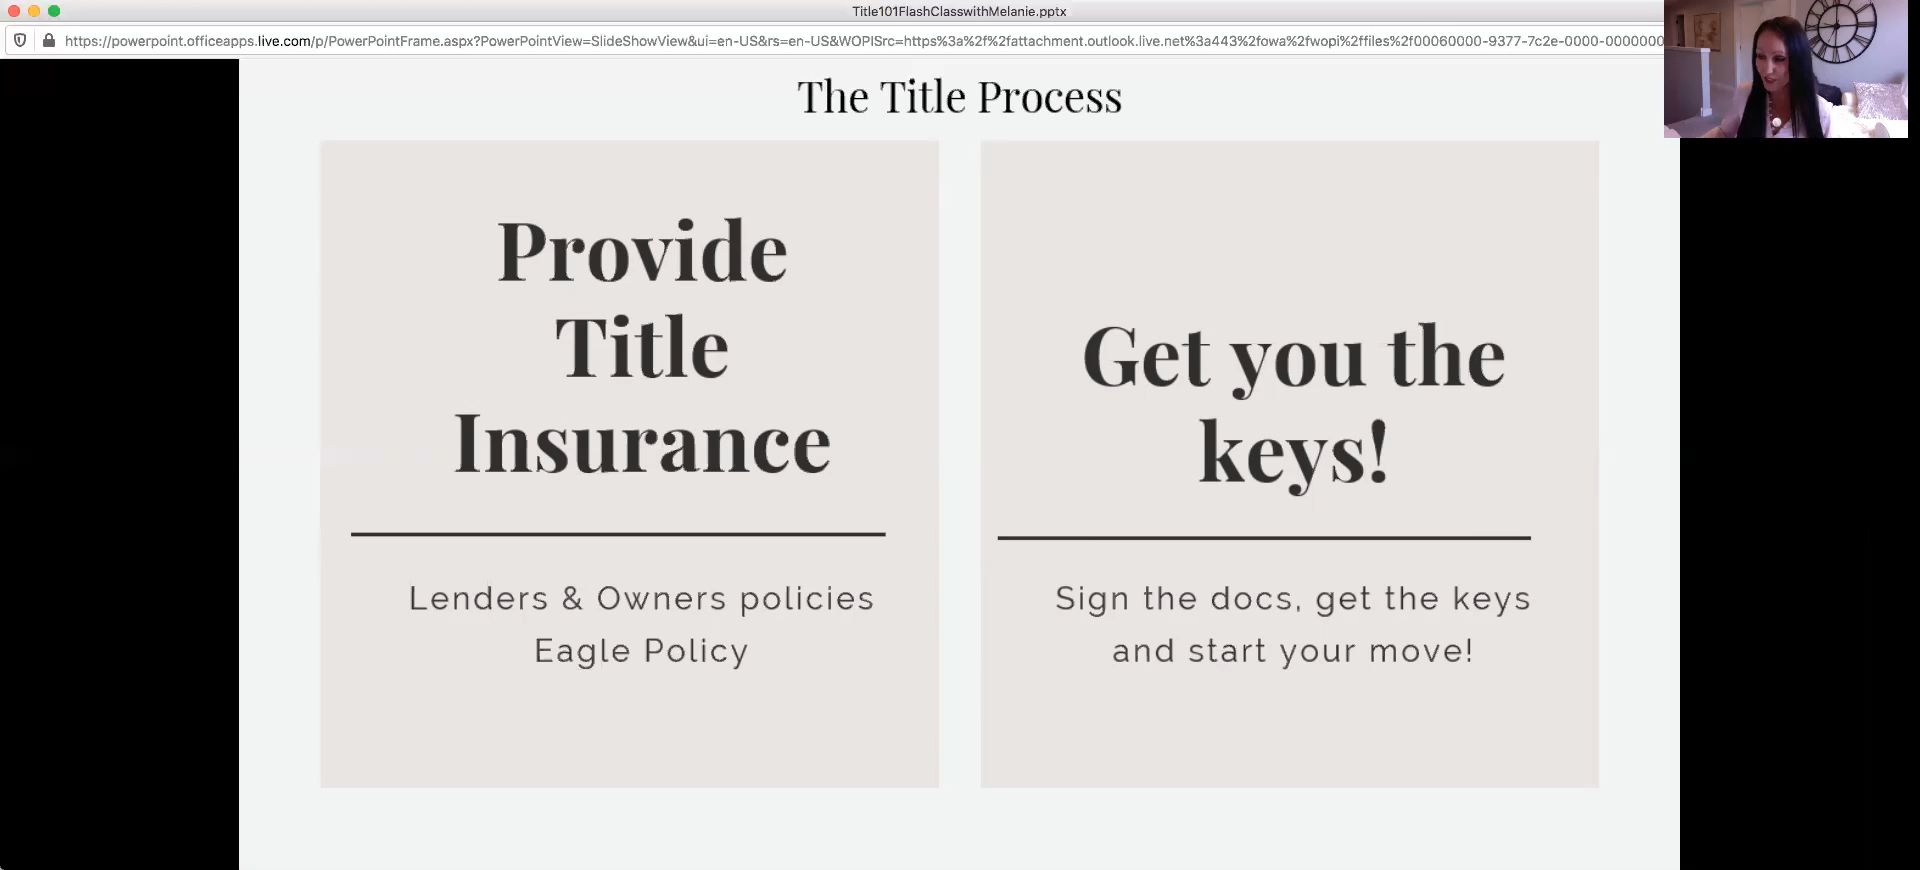 Title101FlashClasswithMelanie.pptx
https://powerpoint.officeapps.live.com/p/PowerPointFrame.aspx?PowerPointView=SlideShowView&ui=en-US&rs=en-US&WOPISrc=https%3a%2f%2fattachment.outlook.live.net%3a443%2fowa%2fwopi%2ffiles%2f00060000-9377-7c2e-0000-0000000
The Title Process
Provide
Title
Insurance
Lenders & Owners policies
Eagle Policy
Get you the
keys!
Sign the docs, get the keys
and start your move!